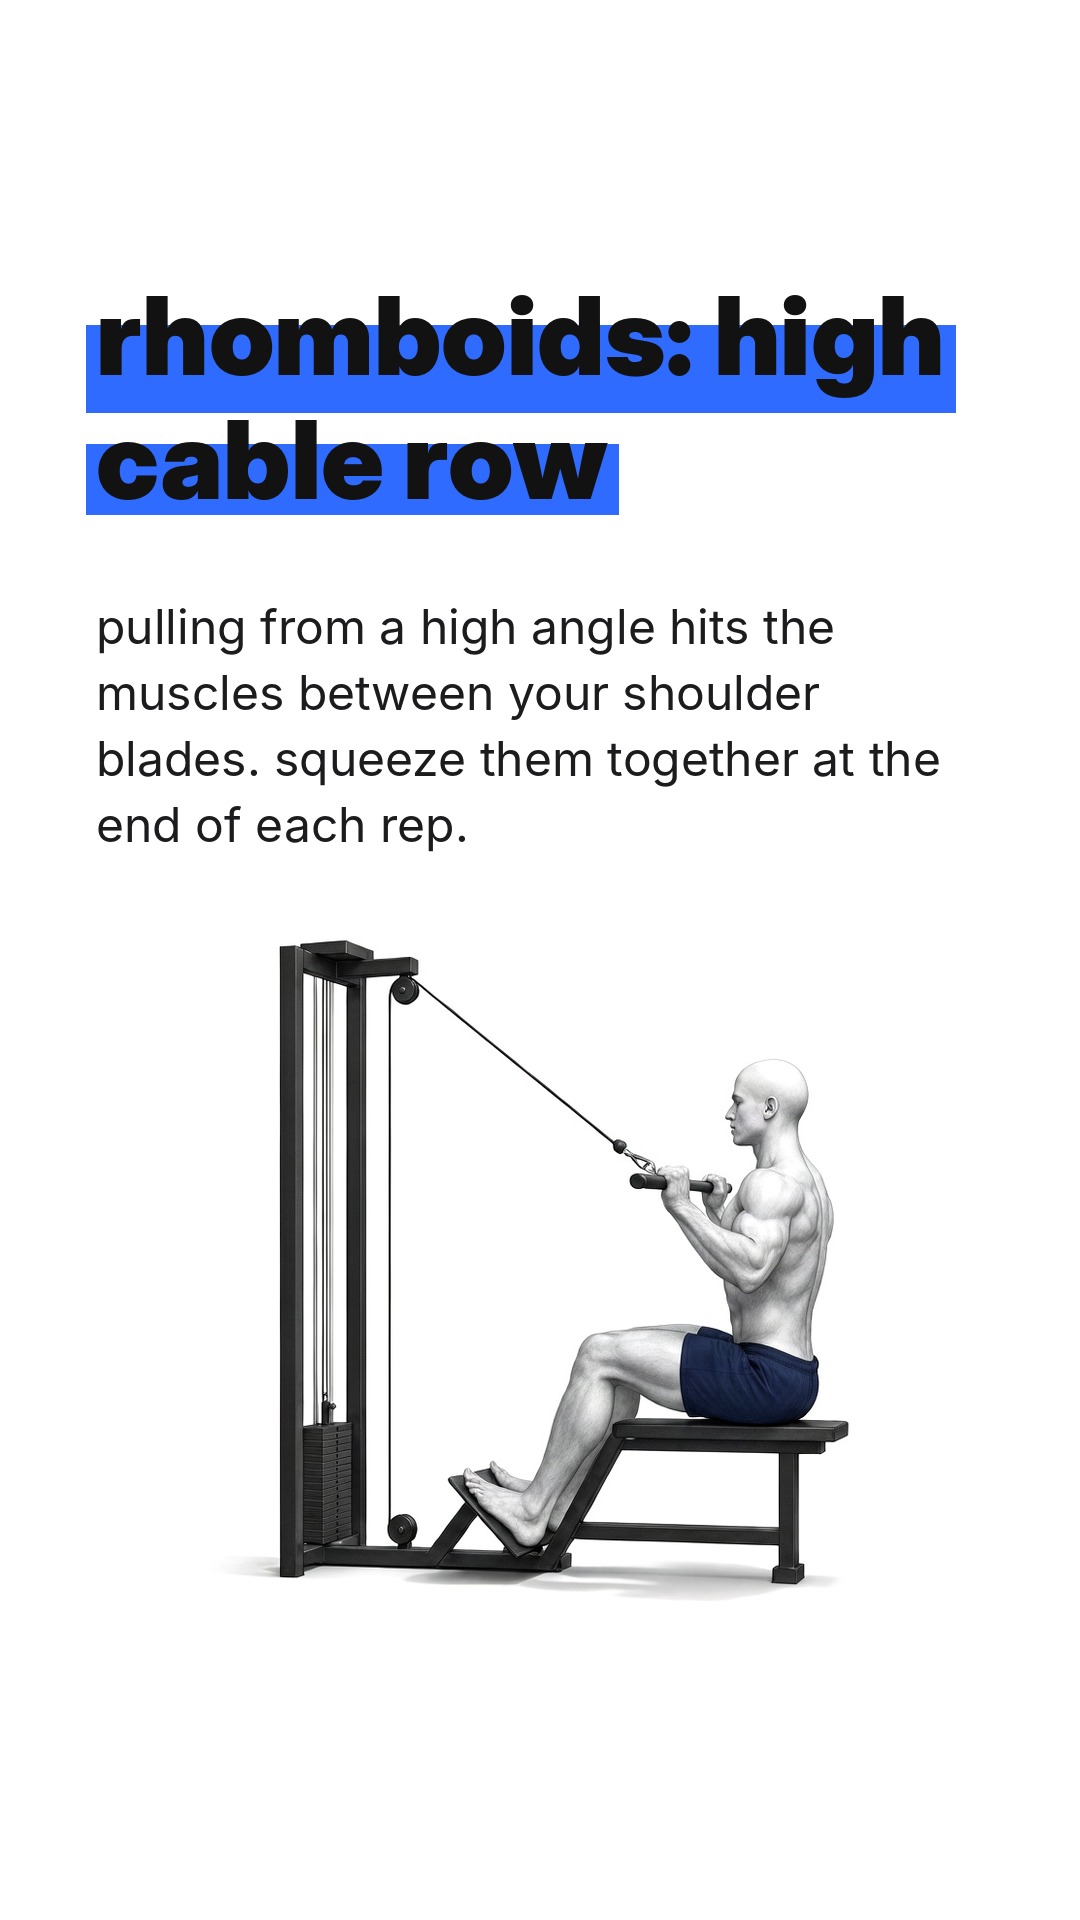 rhomboids: high
cable row
pulling from a high angle hits the
muscles between your shoulder
blades. squeeze them together at the
end of each rep.